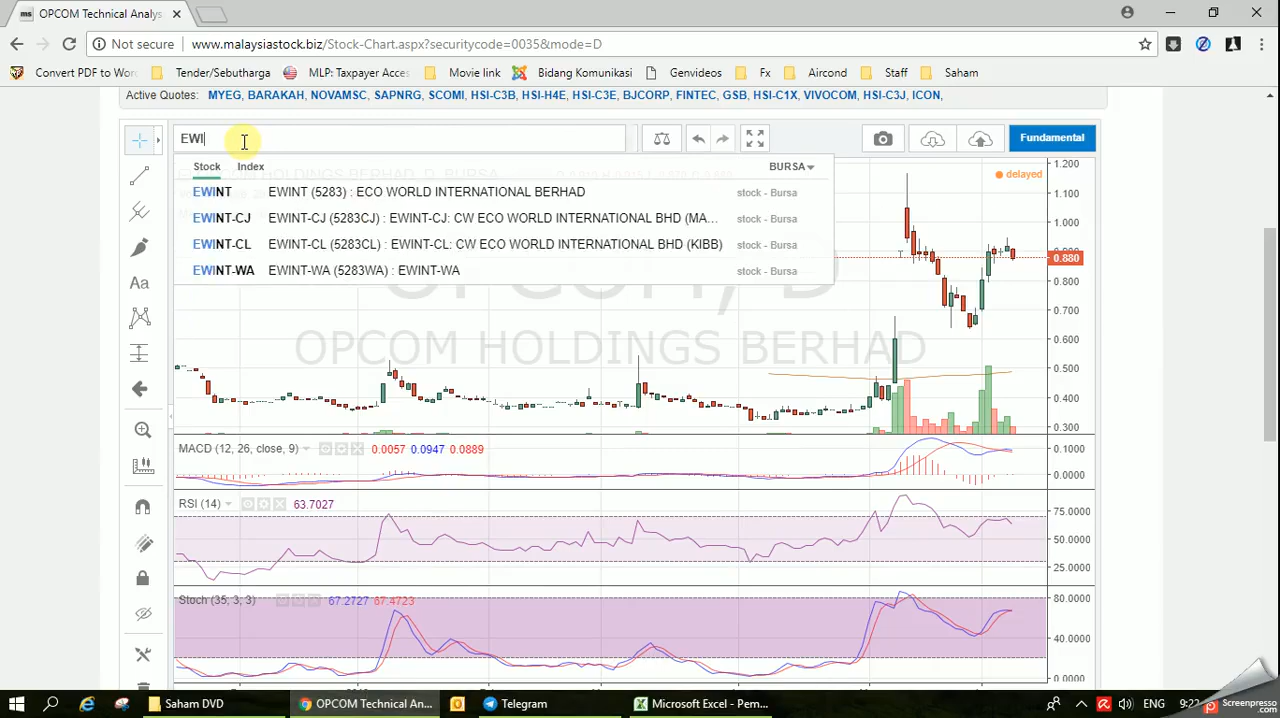 ms OPCOM Technical Analys
Not secure www.malaysiastock.biz/Stock-Chart.aspx?securitycode=0035&mode=D
Convert PDF to Word Tender/Sebutharga MLP: Taxpayer Acces Movie link Bidang Komunikasi Genvideos Fx Aircond Staff Saham
Active Quotes: MYEG, BARAKAH, NOVAMSC, SAPNRG, SCOMI, HSI-C3B, HSI-H4E, HSI-C3E, BJCORP, FINTEC, GSB, HSI-C1X, VIVOCOM, HSI-C3J, ICON,
EWI
Fundamental
Stock Index BURSA
EWINT EWINT (5283) : ECO WORLD INTERNATIONAL BERHAD stock - Bursa
EWINT-CJ EWINT-CJ (5283CJ) : EWINT-CJ: CW ECO WORLD INTERNATIONAL BHD (MA... stock - Bursa
EWINT-CL EWINT-CL (5283CL) : EWINT-CL: CW ECO WORLD INTERNATIONAL BHD (KIBB) stock - Bursa
EWINT-WA EWINT-WA (5283WA) : EWINT-WA stock - Bursa
delayed
OPCOM, D
OPCOM HOLDINGS BERHAD
1.200
1.100
1.000
0.880
0.800
0.700
0.600
0.500
0.400
0.300
Aa
MACD (12, 26, close, 9) 0.0057 0.0947 0.0889
0.1000
0.0000
RSI (14) 63.7027
75.0000
50.0000
25.0000
Stoch (35, 3, 3) 67.2727 67.4723
80.0000
40.0000
0.0000
Saham DVD OPCOM Technical An... Telegram Microsoft Excel - Pem... ENG
Screenpresso
.com